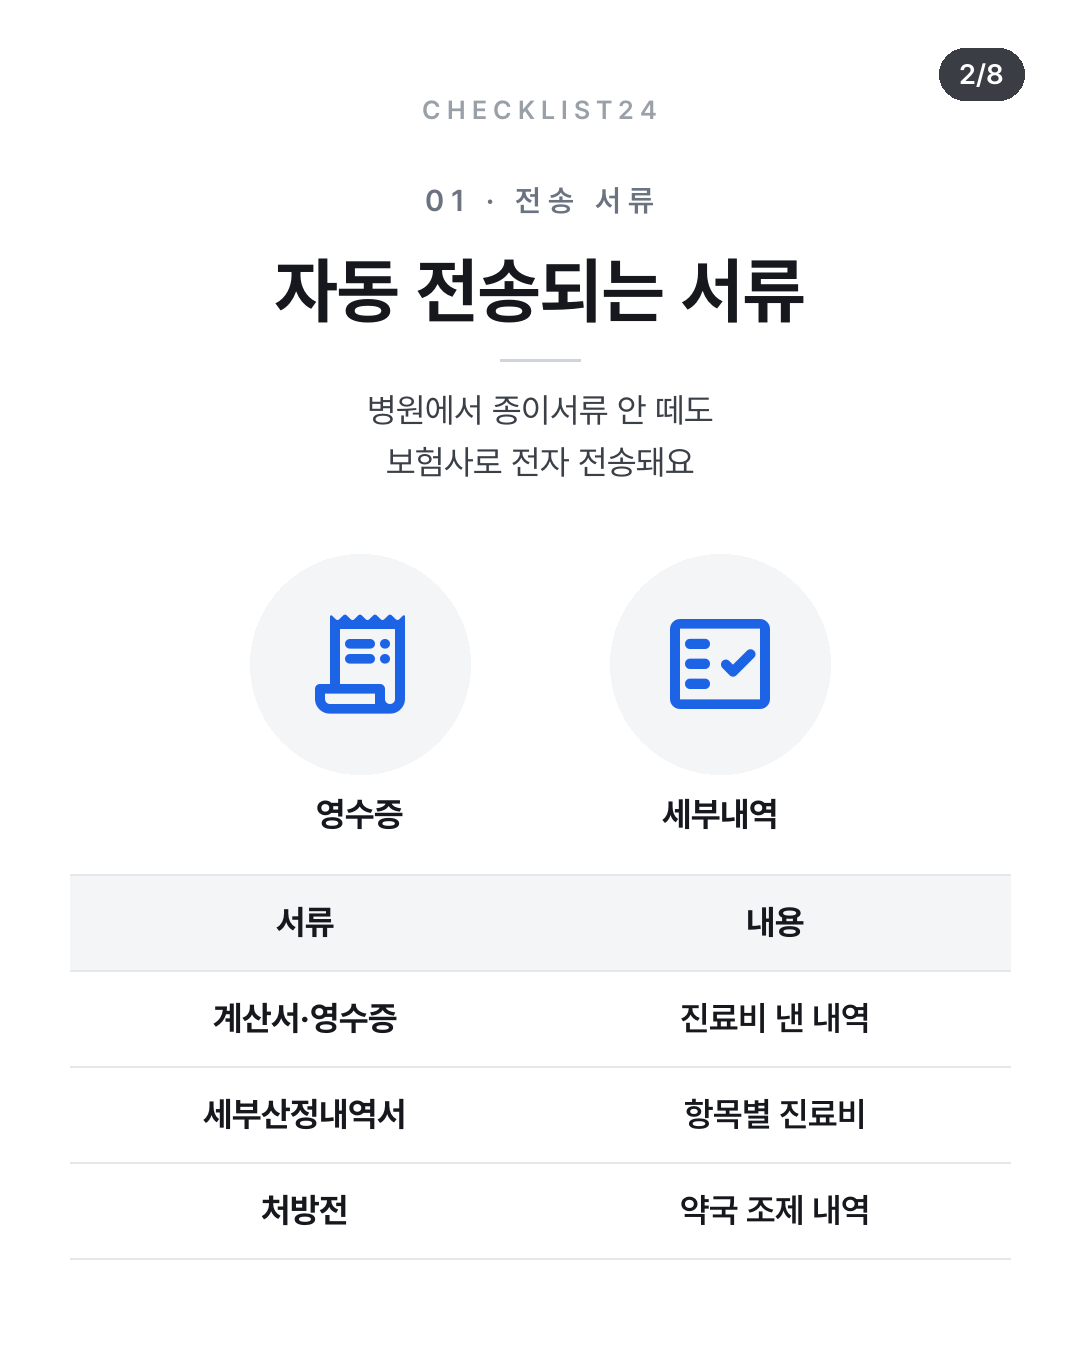 2/8
CHECKLIST24
01 · 전송 서류
자동 전송되는 서류
병원에서 종이서류 안 떼도
보험사로 전자 전송돼요
영수증 세부내역
서류 내용
계산서·영수증 진료비 낸 내역
세부산정내역서 항목별 진료비
처방전 약국 조제 내역